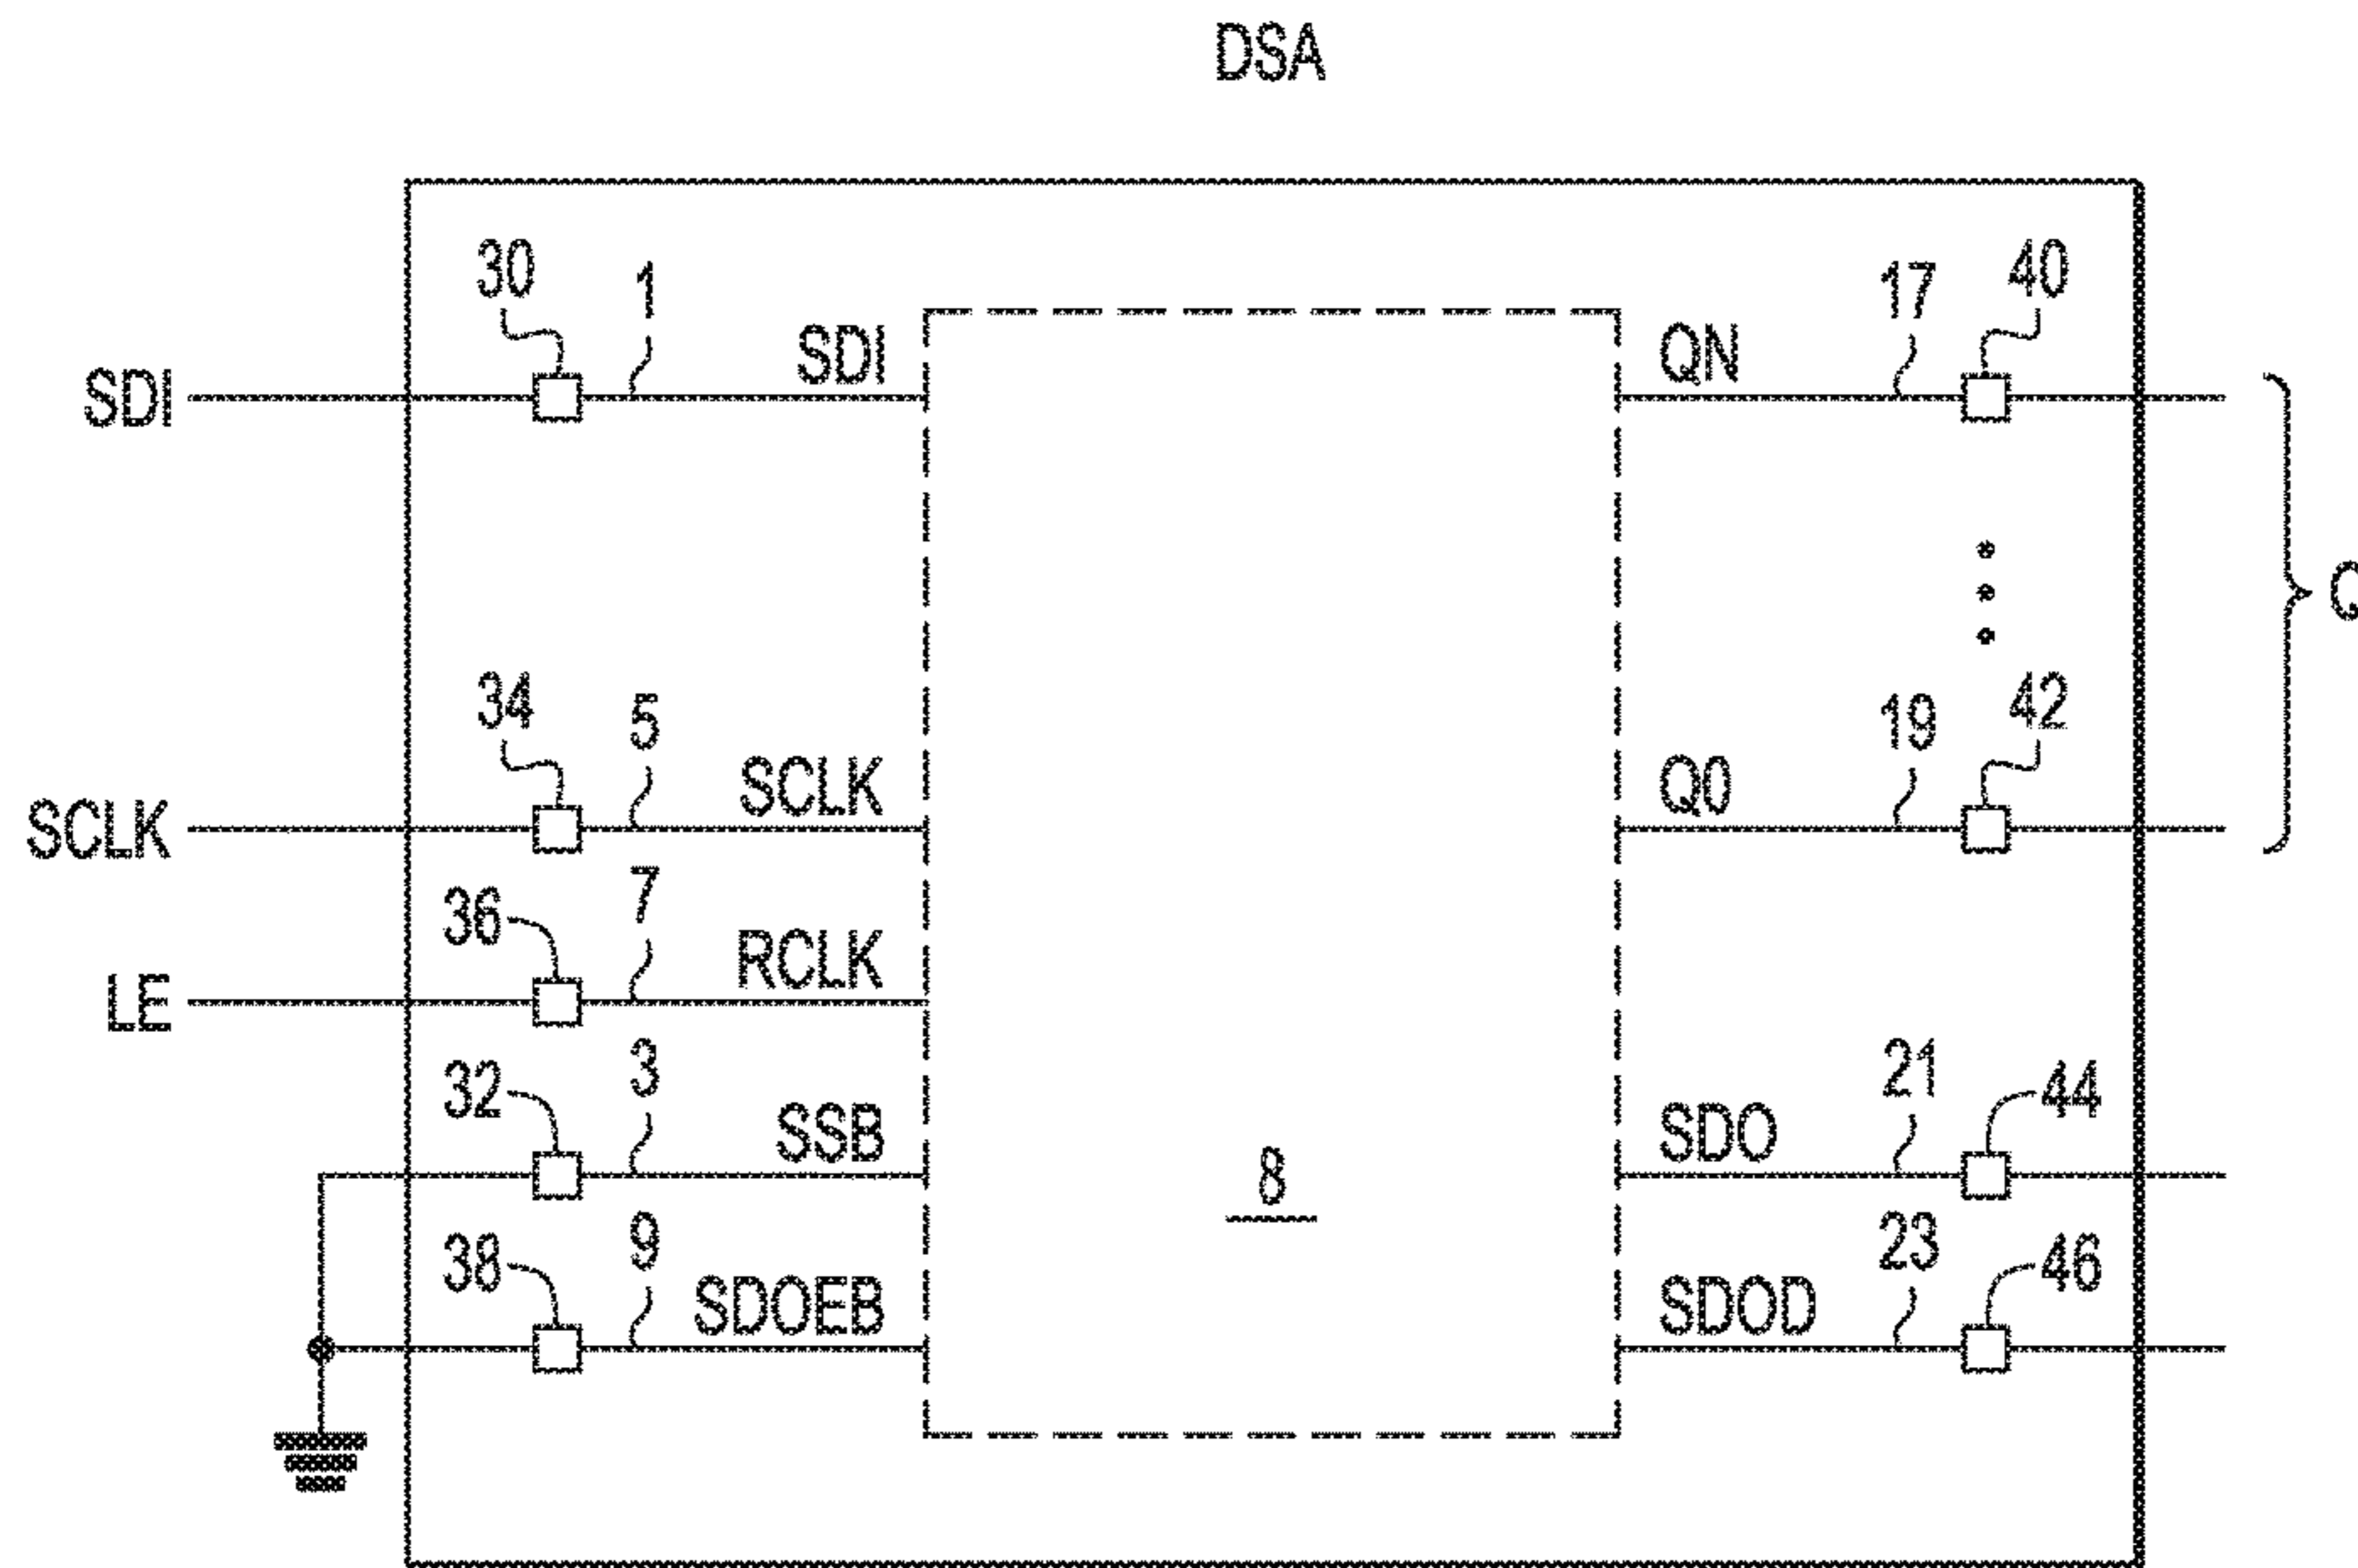 DSA
30 1 17 40
SDI SDI QN
Q
34 5 19 42
SCLK SCLK Q0
36 7
LE RCLK
32 3 21 44
SSB SDO
8
38 9 23 46
SDOEB SDOD